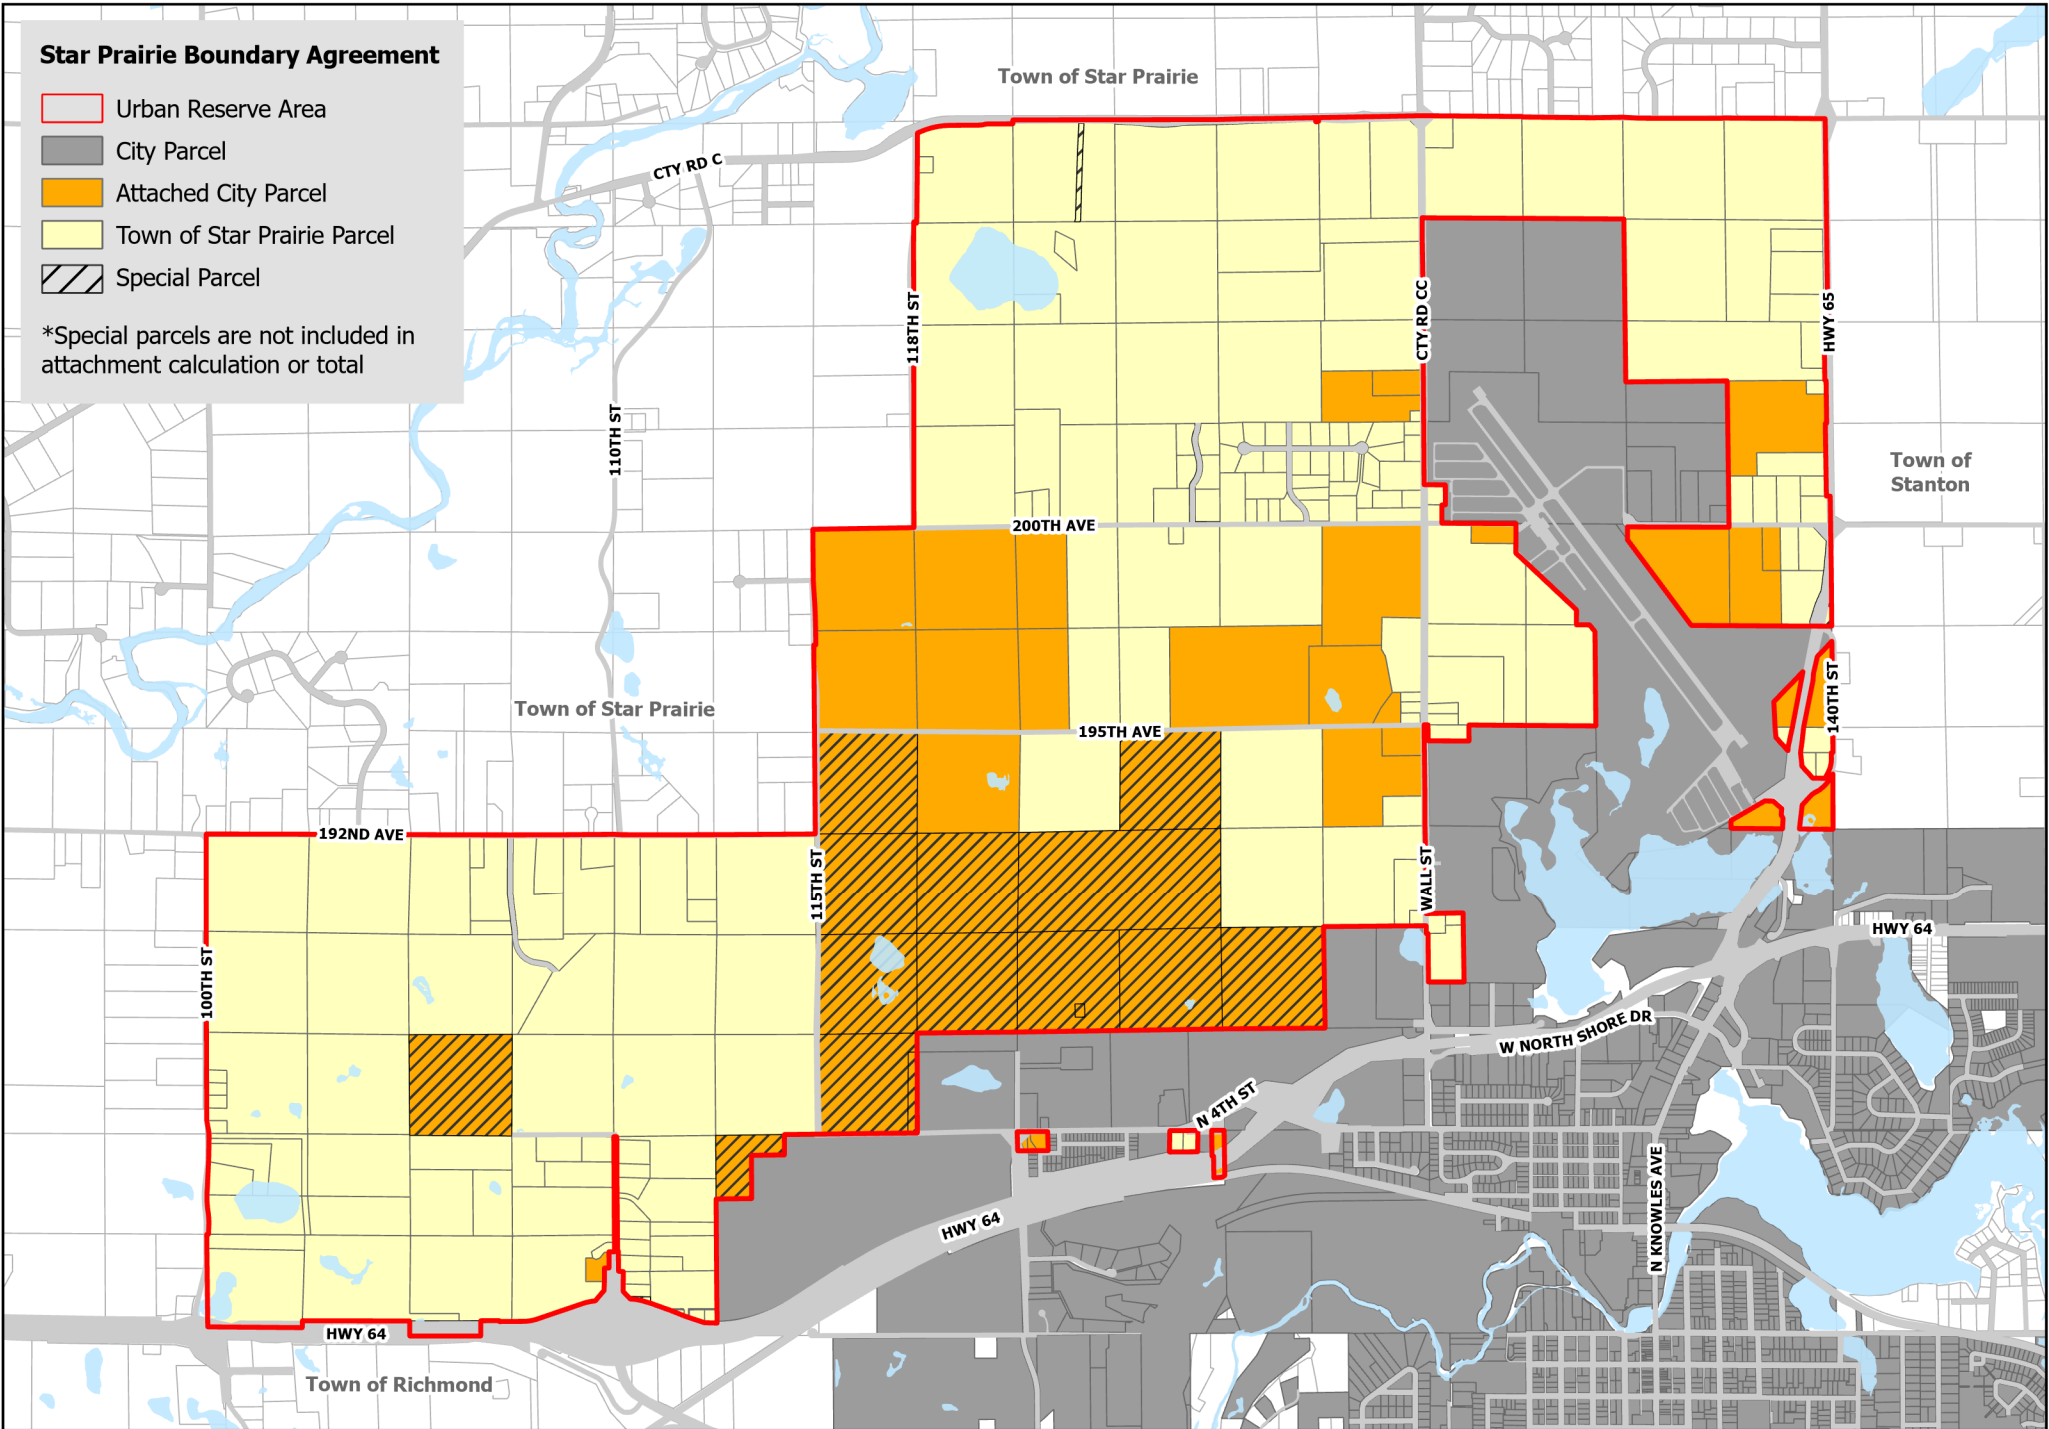 Star Prairie Boundary Agreement
Urban Reserve Area
City Parcel
Attached City Parcel
Town of Star Prairie Parcel
Special Parcel
*Special parcels are not included in
attachment calculation or total
Town of Star Prairie
CTY RD C
118TH ST
CTY RD CC
HWY 65
110TH ST
Town of
Stanton
200TH AVE
Town of Star Prairie
195TH AVE
140TH ST
192ND AVE
115TH ST
WALL ST
100TH ST
HWY 64
W NORTH SHORE DR
N 4TH ST
N KNOWLES AVE
HWY 64
HWY 64
Town of Richmond